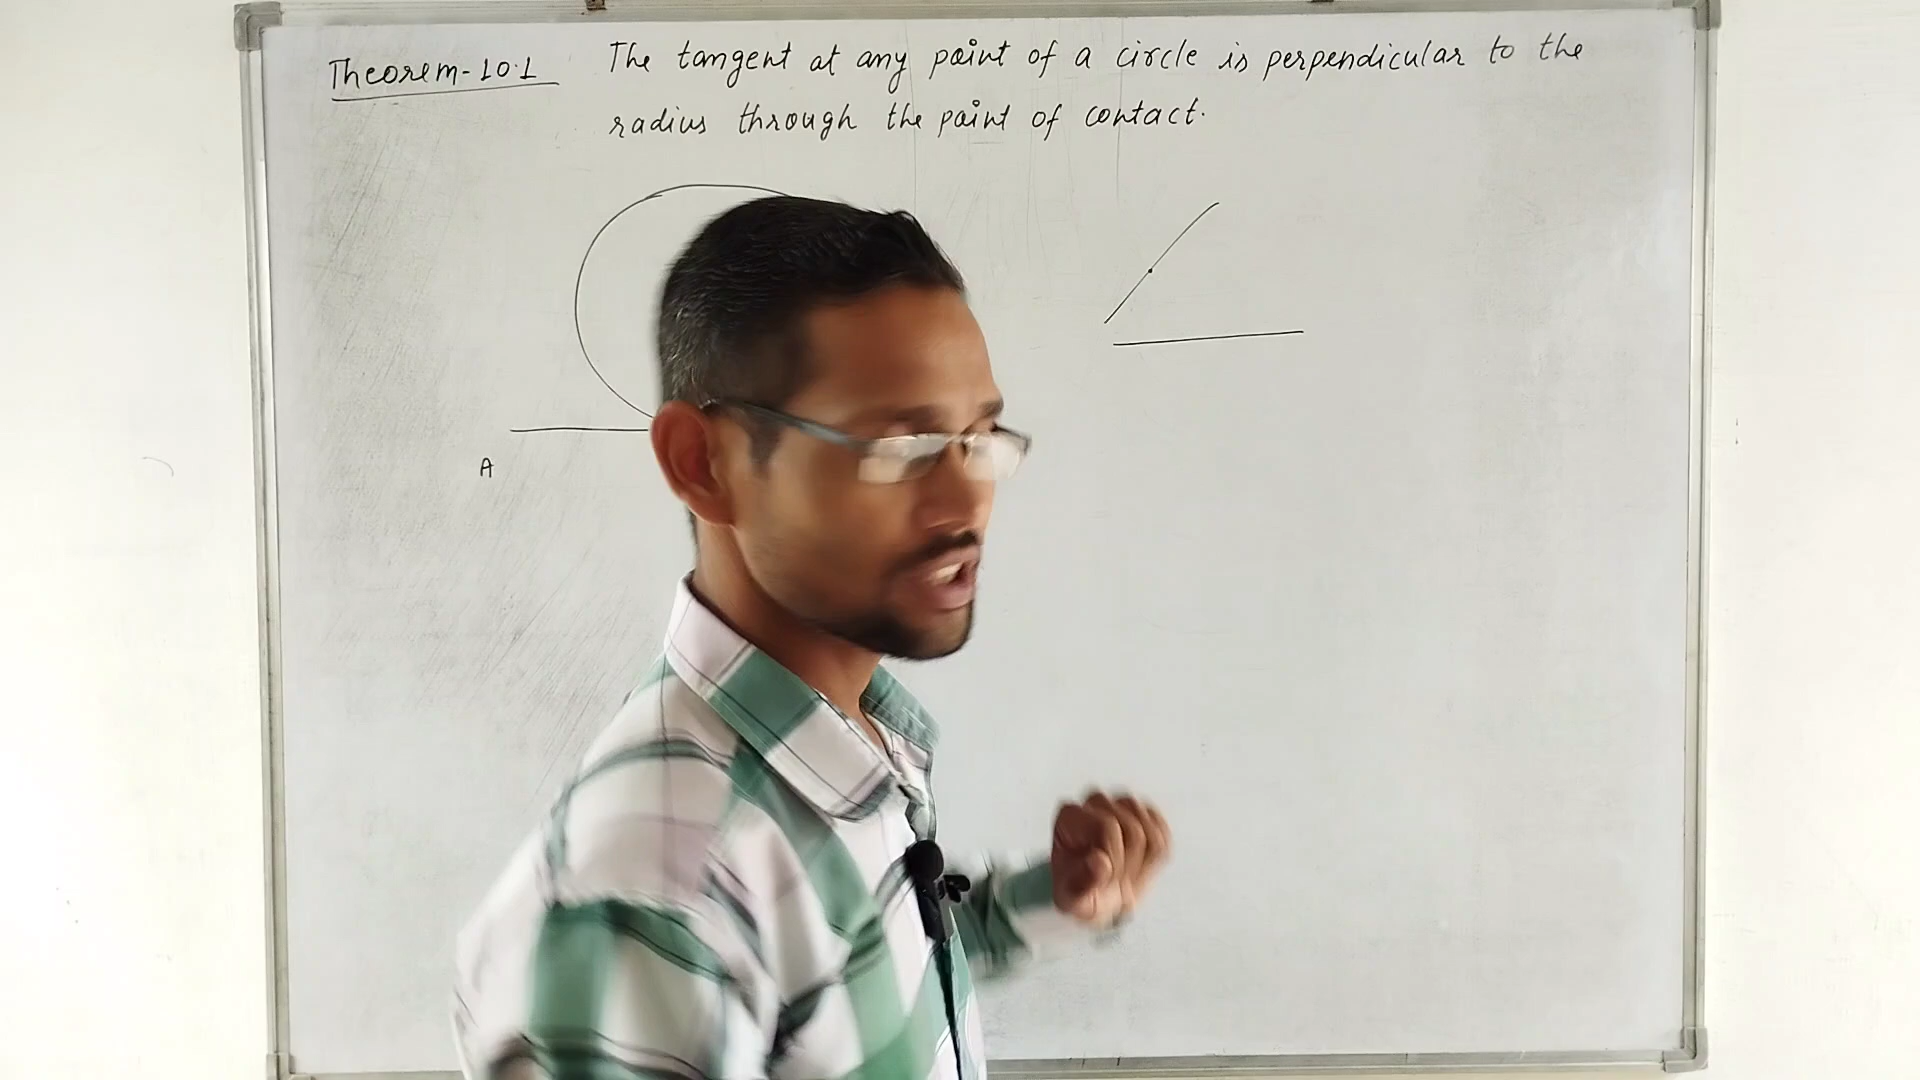 Theorem-10.1 The tangent at any point of a circle is perpendicular to the
radius through the point of contact.
A